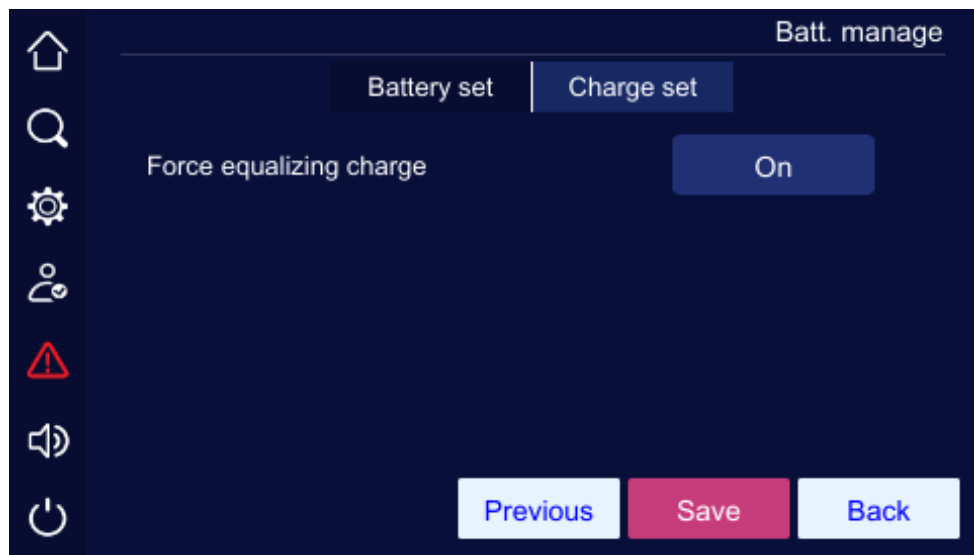 Batt. manage
Battery set Charge set
Force equalizing charge On
Previous Save Back